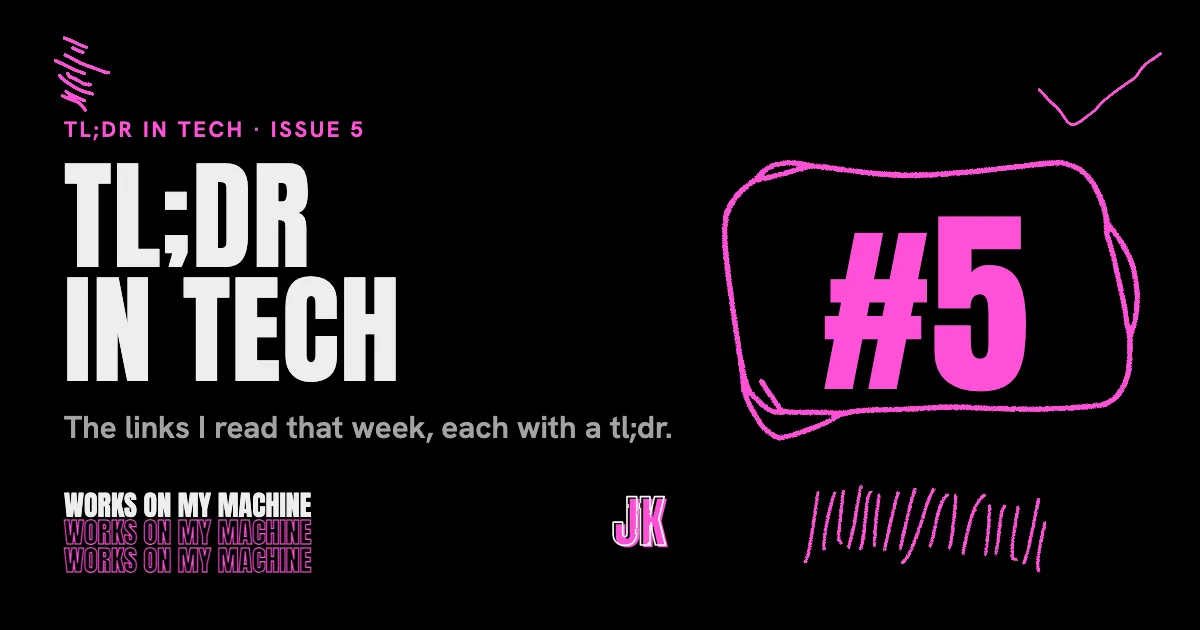 TL;DR IN TECH · ISSUE 5
TL;DR
IN TECH
The links I read that week, each with a tl;dr.
#5
WORKS ON MY MACHINE
WORKS ON MY MACHINE
WORKS ON MY MACHINE
JK